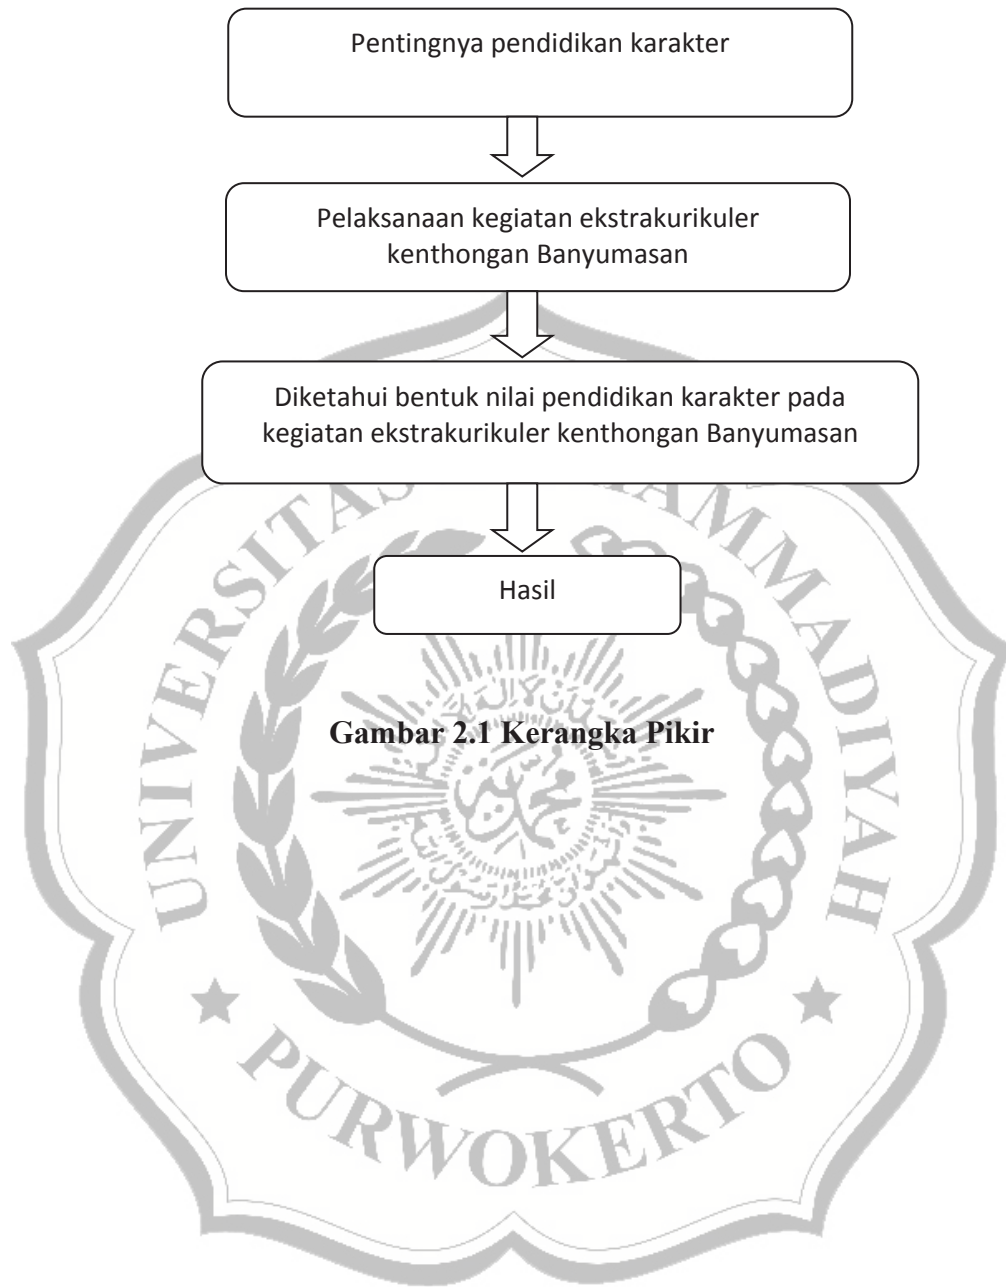 Pentingnya pendidikan karakter
Pelaksanaan kegiatan ekstrakurikuler
kenthongan Banyumasan
Diketahui bentuk nilai pendidikan karakter pada
kegiatan ekstrakurikuler kenthongan Banyumasan
Hasil
Gambar 2.1 Kerangka Pikir
UNIVERSITAS
PURWOKERTO